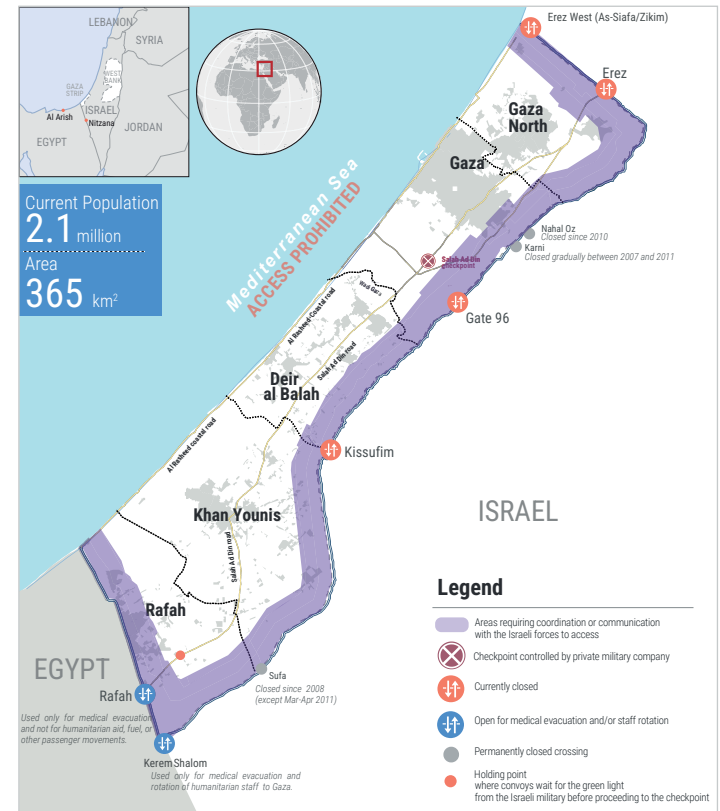 LEBANON
SYRIA
WEST
BANK
GAZA
STRIP
ISRAEL
Al Arish
Nitzana
JORDAN
EGYPT
Current Population
2.1 million
Area
365 km²
Mediterranean Sea
ACCESS PROHIBITED
Erez West (As-Siafa/Zikim)
Erez
Gaza
North
Gaza
Nahal Oz
Closed since 2010
Karni
Closed gradually between 2007 and 2011
Salah Ad Din
checkpoint
Gate 96
Wadi Gaza
Al Rasheed-Coastal road
Salah Ad Din road
Deir
al Balah
Al Rasheed coastal road
Kissufim
Khan Younis
Salah Ad Din road
ISRAEL
Rafah
EGYPT
Sufa
Closed since 2008
(except Mar-Apr 2011)
Rafah
Used only for medical evacuation
and not for humanitarian aid, fuel, or
other passenger movements.
Kerem Shalom
Used only for medical evacuation and
rotation of humanitarian staff to Gaza.
Legend
Areas requiring coordination or communication
with the Israeli forces to access
Checkpoint controlled by private military company
Currently closed
Open for medical evacuation and/or staff rotation
Permanently closed crossing
Holding point
where convoys wait for the green light
from the Israeli military before proceeding to the checkpoint